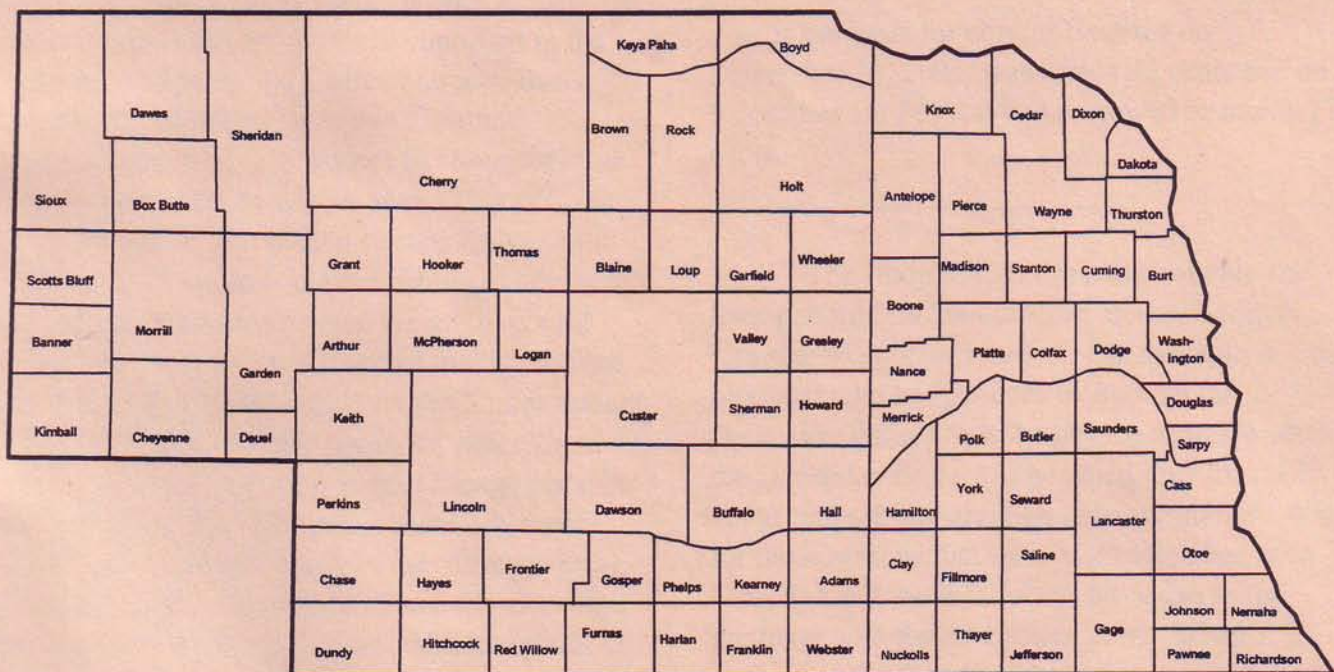 Keya Paha
Boyd
Dawes
Sheridan
Brown
Rock
Knox
Cedar
Dixon
Dakota
Sioux
Box Butte
Cherry
Holt
Antelope
Pierce
Wayne
Thurston
Scotts Bluff
Grant
Hooker
Thomas
Blaine
Loup
Garfield
Wheeler
Madison
Stanton
Cuming
Burt
Banner
Morrill
Arthur
McPherson
Logan
Valley
Greeley
Boone
Nance
Platte
Colfax
Dodge
Wash-
ington
Garden
Kimball
Cheyenne
Deuel
Keith
Custer
Sherman
Howard
Merrick
Polk
Butler
Saunders
Douglas
Sarpy
Perkins
Lincoln
Dawson
Buffalo
Hall
Hamilton
York
Seward
Lancaster
Cass
Chase
Hayes
Frontier
Gosper
Phelps
Kearney
Adams
Clay
Fillmore
Saline
Otoe
Dundy
Hitchcock
Red Willow
Furnas
Harlan
Franklin
Webster
Nuckolls
Thayer
Jefferson
Gage
Johnson
Nemaha
Pawnee
Richardson